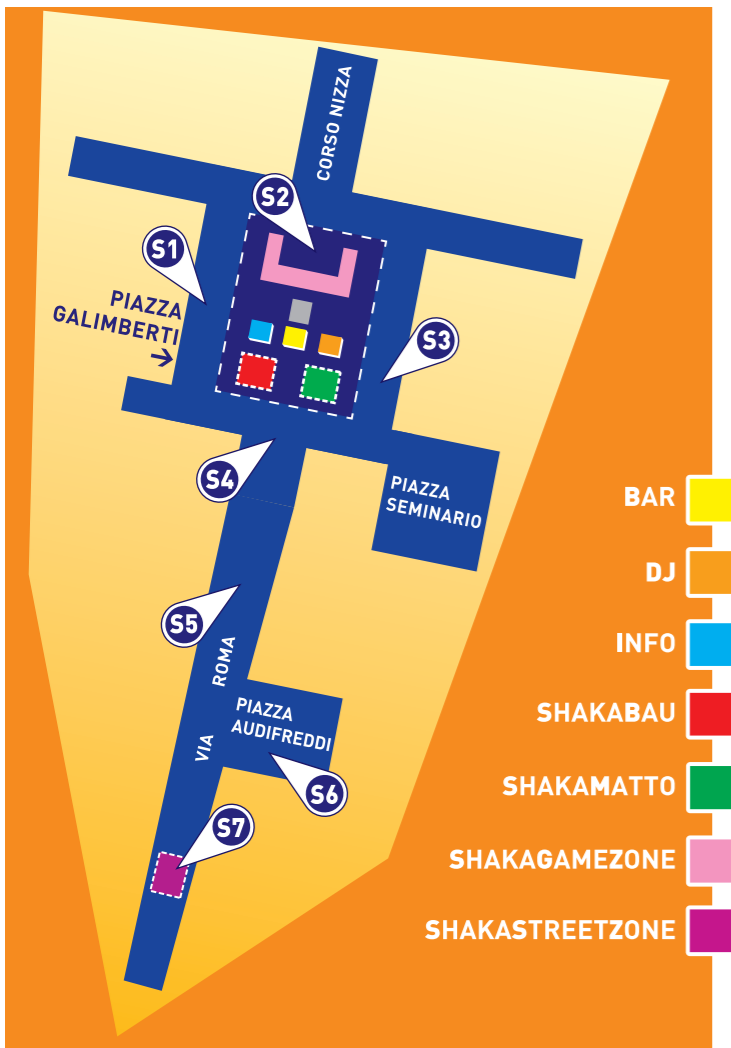 CORSO NIZZA
S2
S1
PIAZZA
GALIMBERTI
S3
S4
PIAZZA
SEMINARIO
S5
VIA ROMA
PIAZZA
AUDIFREDDI
S6
S7
BAR
DJ
INFO
SHAKABAU
SHAKAMATTO
SHAKAGAMEZONE
SHAKASTREETZONE